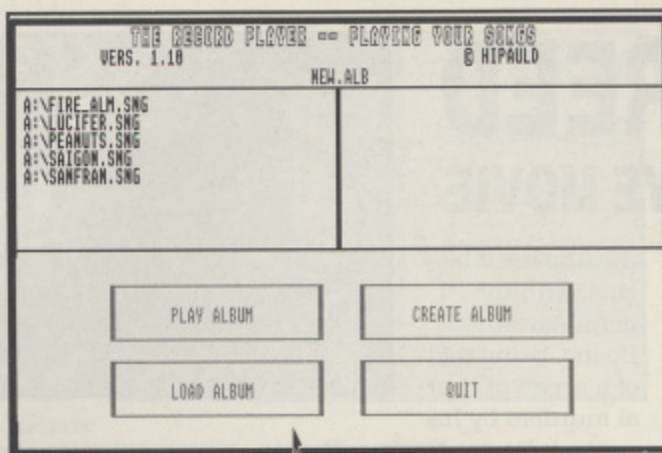 THE RECORD PLAYER -- PLAYING YOUR SONGS
VERS. 1.10 © HIPAULD
NEW.ALB
A:\FIRE_ALM.SNG
A:\LUCIFER.SNG
A:\PEANUTS.SNG
A:\SAIGON.SNG
A:\SANFRAN.SNG
PLAY ALBUM CREATE ALBUM
LOAD ALBUM QUIT